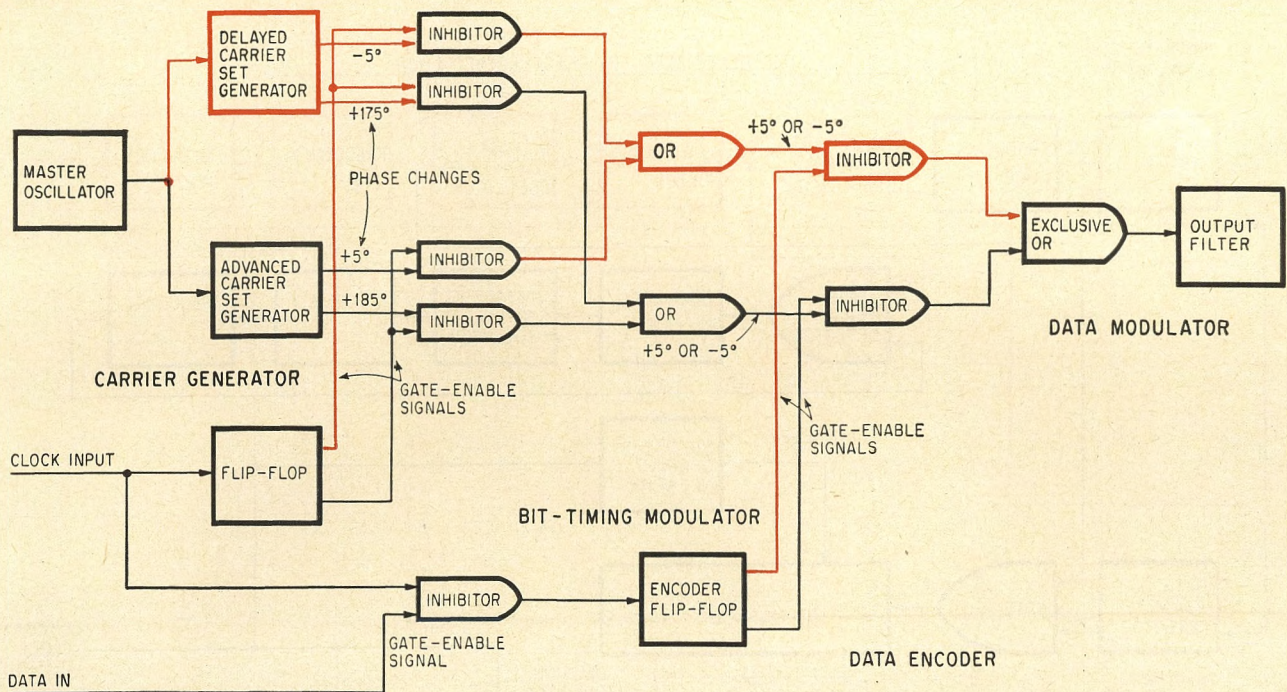 DELAYED
CARRIER
SET
GENERATOR
-5°
+175°
INHIBITOR
INHIBITOR
MASTER
OSCILLATOR
PHASE CHANGES
OR
+5° OR -5°
INHIBITOR
ADVANCED
CARRIER
SET
GENERATOR
+5°
+185°
INHIBITOR
INHIBITOR
OR
+5° OR -5°
INHIBITOR
EXCLUSIVE
OR
OUTPUT
FILTER
DATA MODULATOR
CARRIER GENERATOR
GATE-ENABLE
SIGNALS
GATE-ENABLE
SIGNALS
CLOCK INPUT
FLIP-FLOP
BIT-TIMING MODULATOR
INHIBITOR
GATE-ENABLE
SIGNAL
ENCODER
FLIP-FLOP
DATA ENCODER
DATA IN